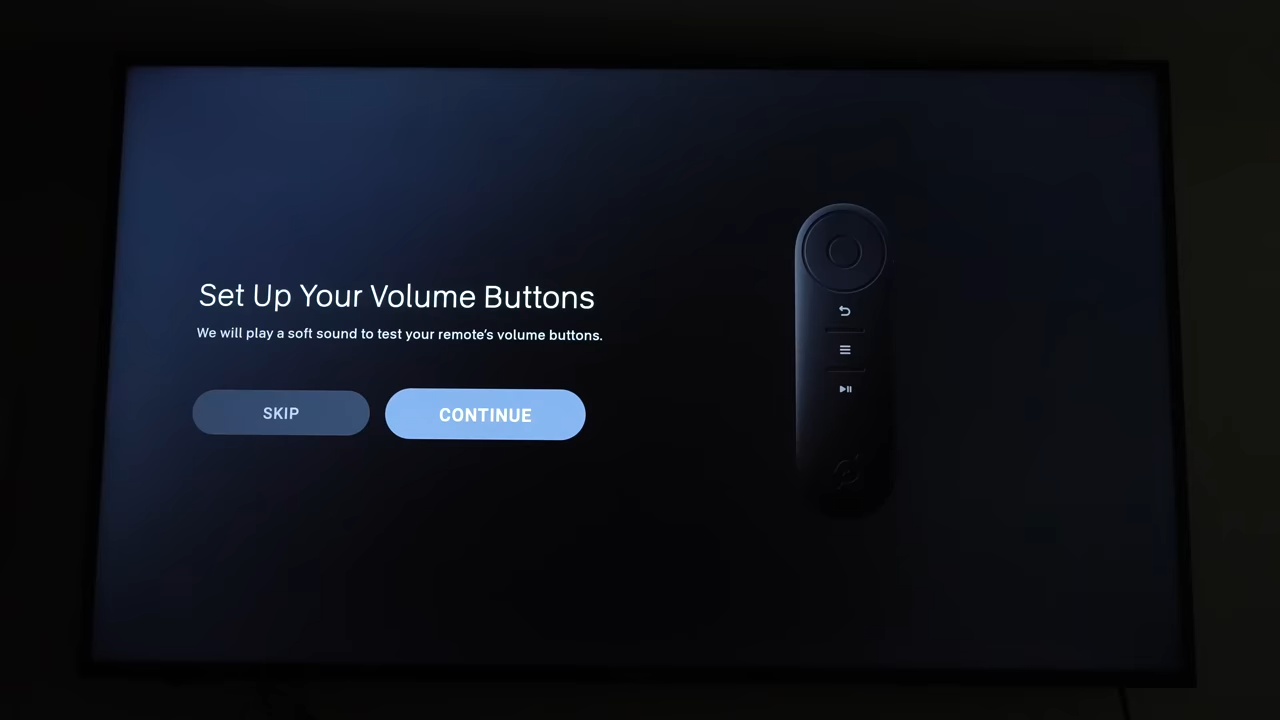 Set Up Your Volume Buttons
We will play a soft sound to test your remote's volume buttons.
SKIP
CONTINUE